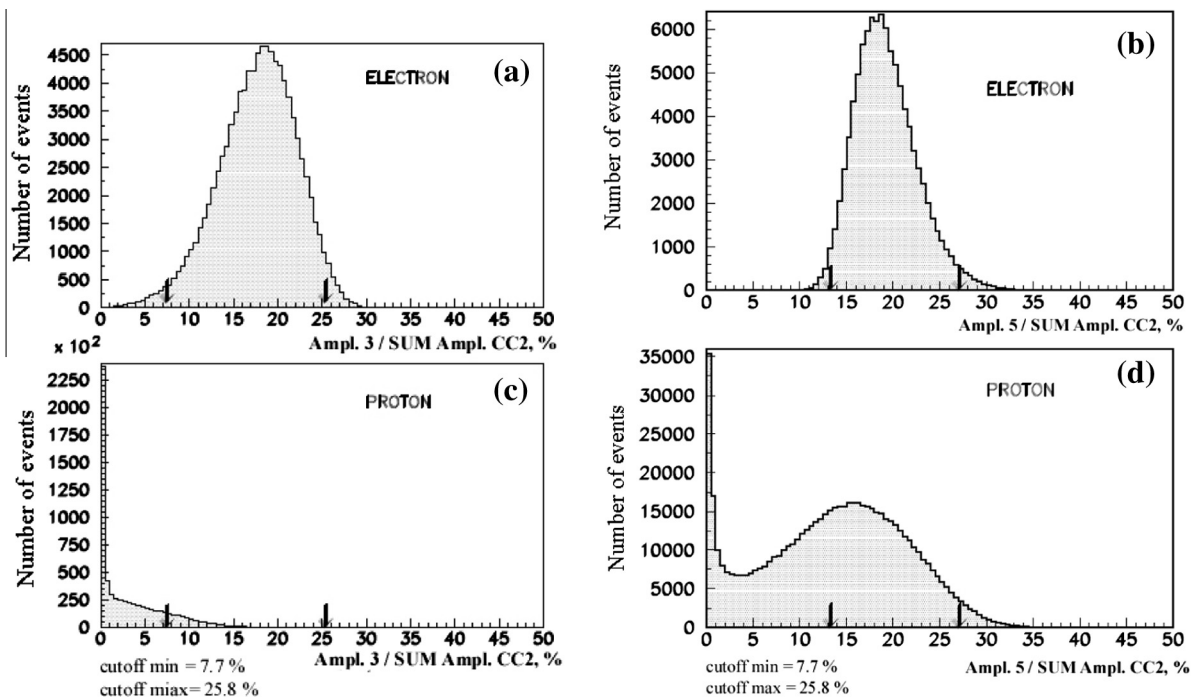 (a)
ELECTRON
Number of events
4500
4000
3500
3000
2500
2000
1500
1000
500
0
0 5 10 15 20 25 30 35 40 45 50
Ampl. 3 / SUM Ampl. CC2, %
(b)
ELECTRON
Number of events
6000
5000
4000
3000
2000
1000
0
0 5 10 15 20 25 30 35 40 45 50
Ampl. 5 / SUM Ampl. CC2, %
x 10²
(c)
PROTON
Number of events
2250
2000
1750
1500
1250
1000
750
500
250
0
0 5 10 15 20 25 30 35 40 45 50
Ampl. 3 / SUM Ampl. CC2, %
cutoff min = 7.7 %
cutoff miax= 25.8 %
(d)
PROTON
Number of events
35000
30000
25000
20000
15000
10000
5000
0
0 5 10 15 20 25 30 35 40 45 50
Ampl. 5 / SUM Ampl. CC2, %
cutoff min = 7.7 %
cutoff max = 25.8 %